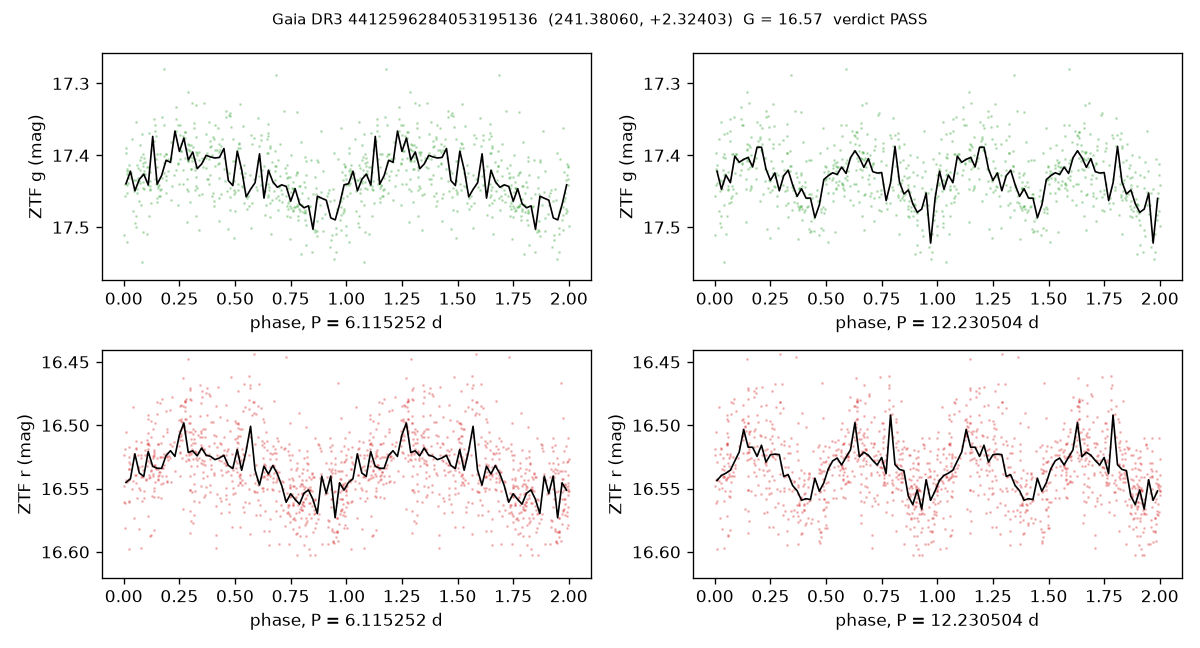 Gaia DR3 4412596284053195136  (241.38060, +2.32403)  G = 16.57  verdict PASS
ZTF g (mag)
17.3
17.4
17.5
0.00 0.25 0.50 0.75 1.00 1.25 1.50 1.75 2.00
phase, P = 6.115252 d
ZTF g (mag)
17.3
17.4
17.5
0.00 0.25 0.50 0.75 1.00 1.25 1.50 1.75 2.00
phase, P = 12.230504 d
ZTF r (mag)
16.45
16.50
16.55
16.60
0.00 0.25 0.50 0.75 1.00 1.25 1.50 1.75 2.00
phase, P = 6.115252 d
ZTF r (mag)
16.45
16.50
16.55
16.60
0.00 0.25 0.50 0.75 1.00 1.25 1.50 1.75 2.00
phase, P = 12.230504 d